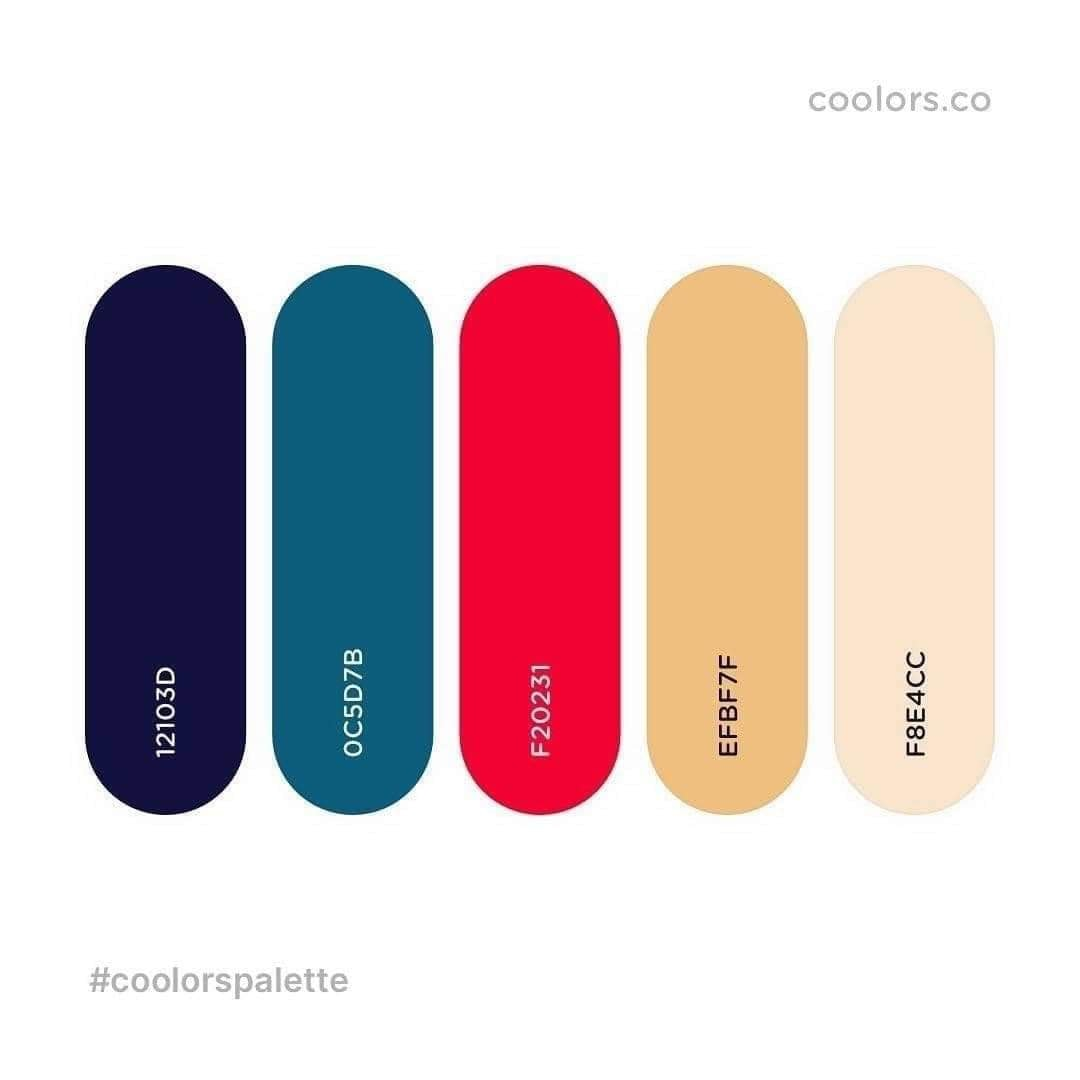 coolors.co
12103D
0C5D7B
F20231
EFBF7F
F8E4CC
#coolorspalette